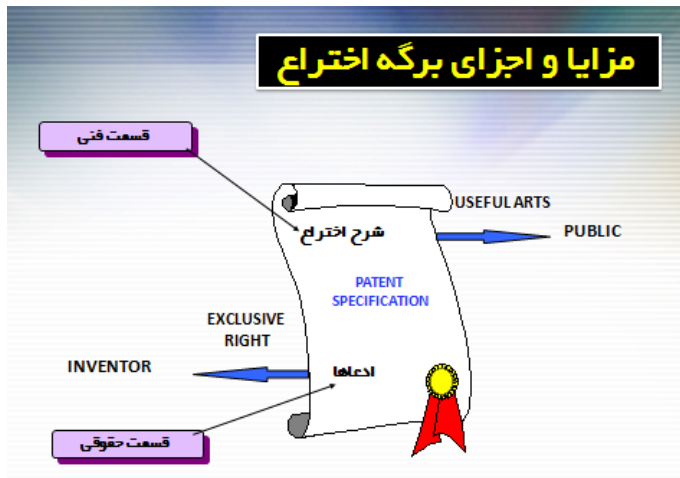 مزایا و اجزای برگه اختراع
قسمت فنی
USEFUL ARTS
شرح اختراع
PUBLIC
PATENT
SPECIFICATION
EXCLUSIVE
RIGHT
INVENTOR
ادعاها
قسمت حقوقی